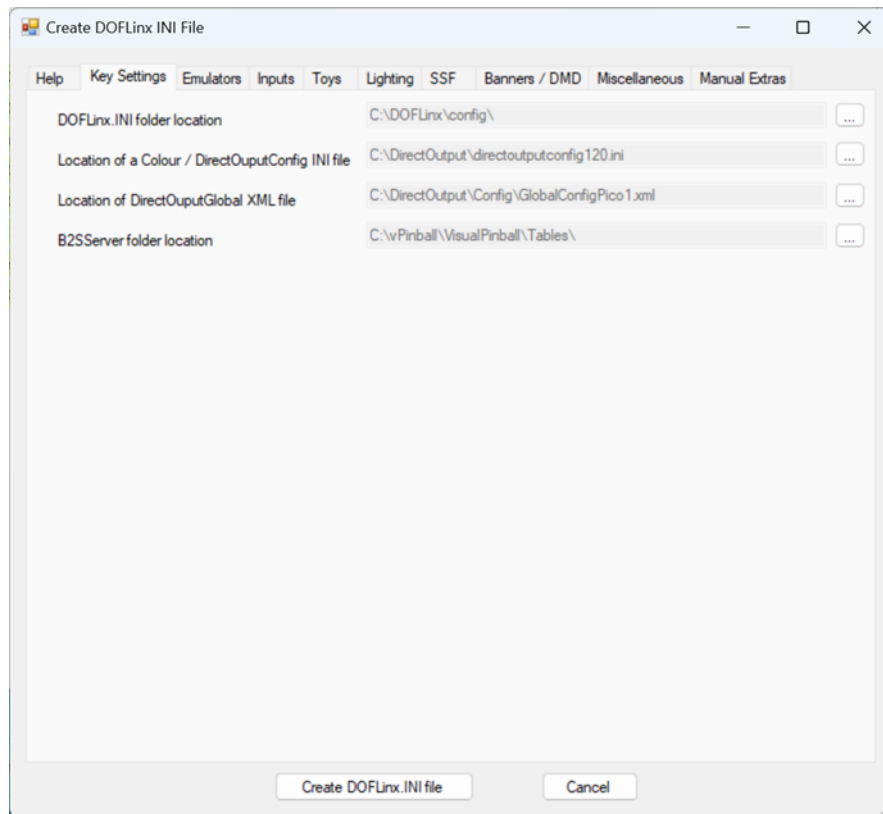 Create DOFLinx INI File
Help Key Settings Emulators Inputs Toys Lighting SSF Banners / DMD Miscellaneous Manual Extras
DOFLinx.INI folder location C:\DOFLinx\config\ ...
Location of a Colour / DirectOuputConfig INI file C:\DirectOutput\directoutputconfig120.ini ...
Location of DirectOuputGlobal XML file C:\DirectOutput\Config\GlobalConfigPico1.xml ...
B2SServer folder location C:\vPinball\VisualPinball\Tables\ ...
Create DOFLinx.INI file Cancel